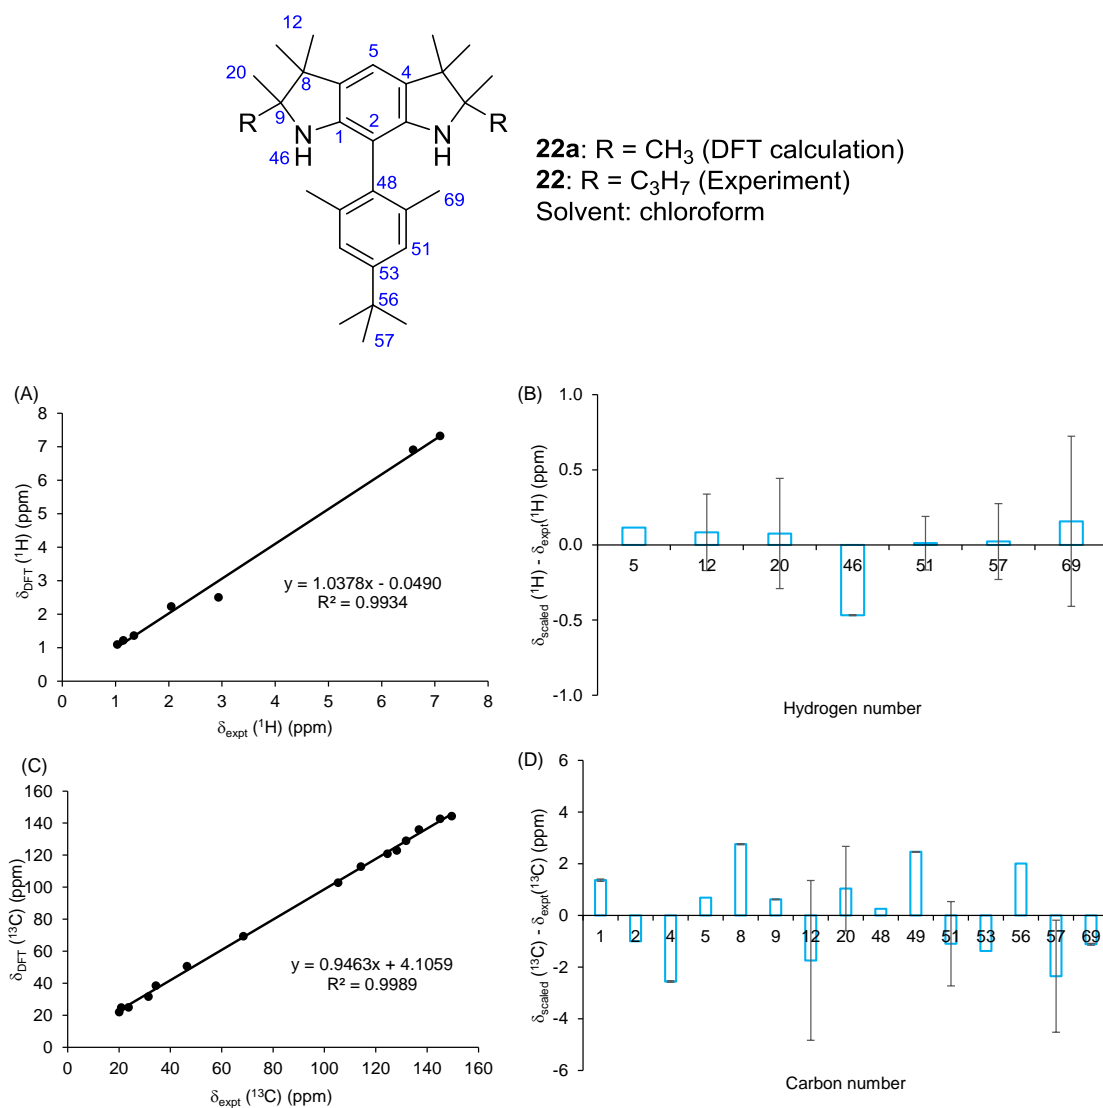 12
5
20
8
4
R
9
N
H
46
1
2
N
H
R
48
69
51
53
56
57
22a: R = CH₃ (DFT calculation)
22: R = C₃H₇ (Experiment)
Solvent: chloroform
(A)
δDFT (¹H) (ppm)
8
7
6
5
4
3
2
1
0
y = 1.0378x - 0.0490
R² = 0.9934
0 1 2 3 4 5 6 7 8
δexpt (¹H) (ppm)
(B)
δscaled (¹H) - δexpt(¹H) (ppm)
1.0
0.5
0.0
-0.5
-1.0
5 12 20 46 51 57 69
Hydrogen number
(C)
δDFT (¹³C) (ppm)
160
140
120
100
80
60
40
20
0
y = 0.9463x + 4.1059
R² = 0.9989
0 20 40 60 80 100 120 140 160
δexpt (¹³C) (ppm)
(D)
δscaled (¹³C) - δexpt(¹³C) (ppm)
6
4
2
0
-2
-4
-6
1 2 4 5 8 9 12 20 48 49 51 53 56 57 69
Carbon number